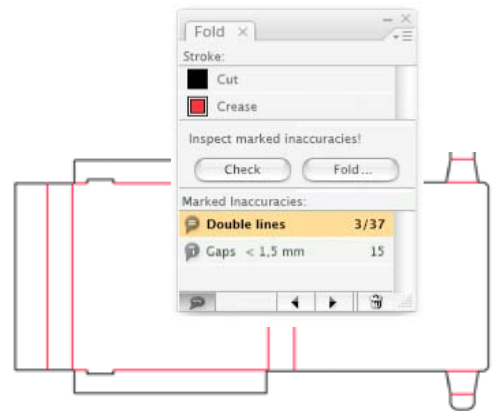 Fold
Stroke:
Cut
Crease
Inspect marked inaccuracies!
Check Fold...
Marked Inaccuracies:
Double lines 3/37
Gaps < 1,5 mm 15